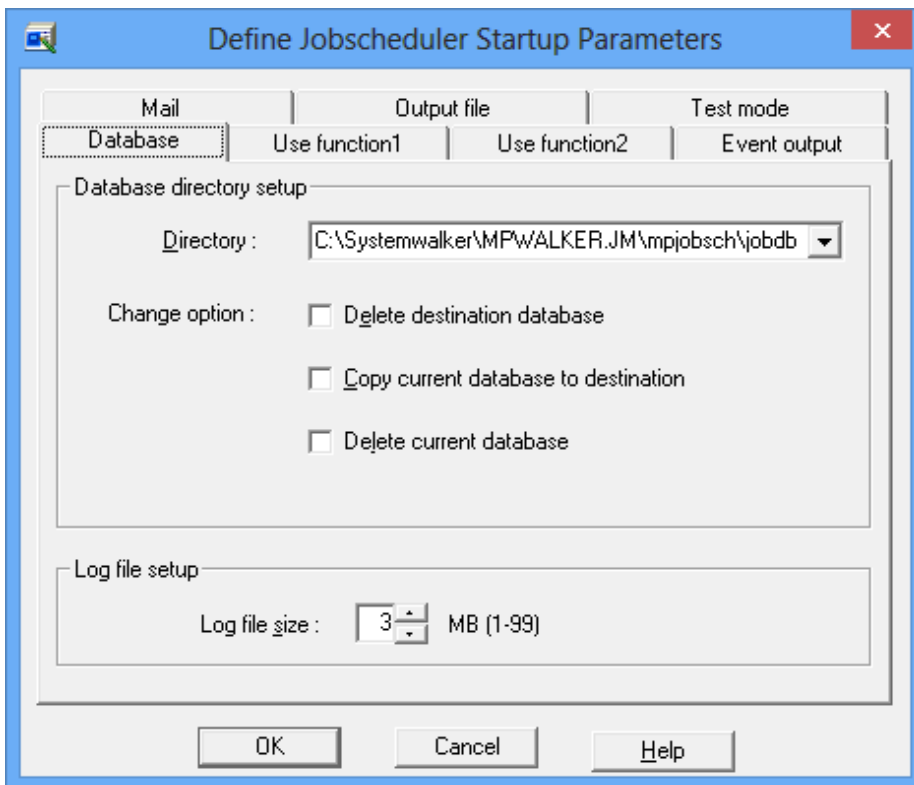 Define Jobscheduler Startup Parameters
Mail Output file Test mode
Database Use function1 Use function2 Event output
Database directory setup
Directory : C:\Systemwalker\MPWALKER.JM\mpjobsch\jobdb
Change option : Delete destination database
Copy current database to destination
Delete current database
Log file setup
Log file size : 3 MB (1-99)
OK Cancel Help